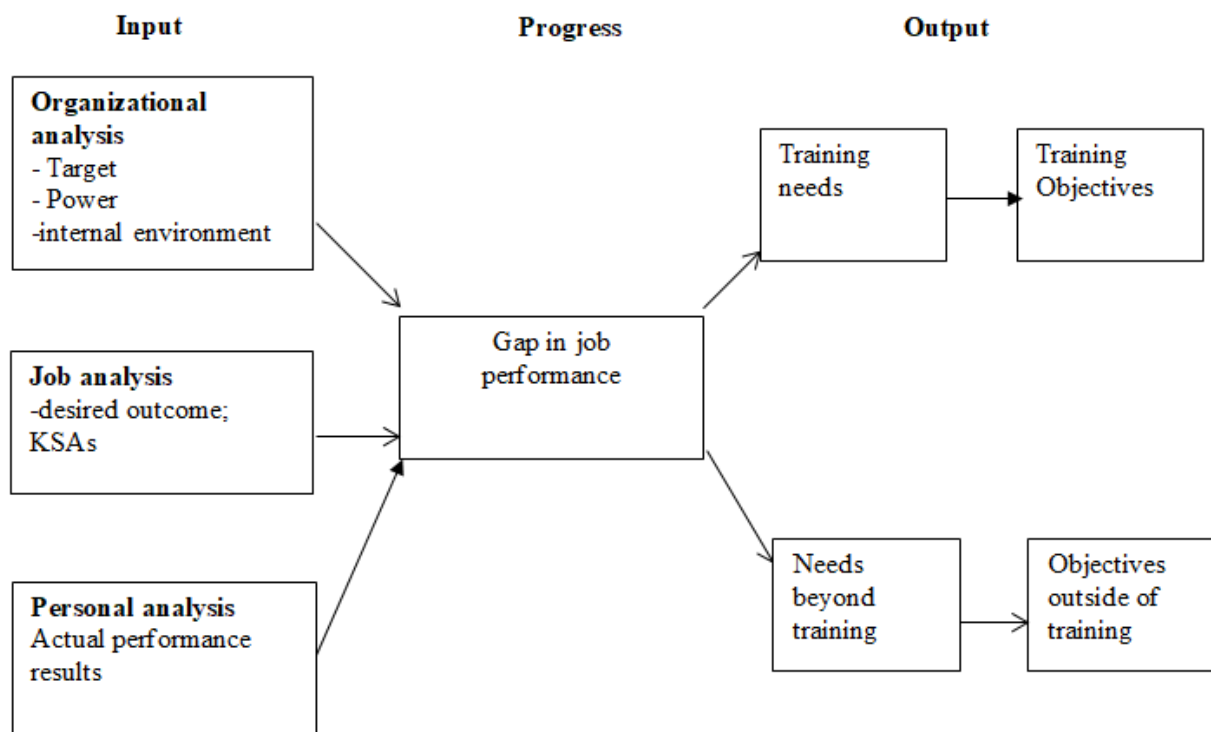 Input
Progress
Output
Organizational
analysis
- Target
- Power
-internal environment
Job analysis
-desired outcome;
KSAs
Personal analysis
Actual performance
results
Gap in job
performance
Training
needs
Training
Objectives
Needs
beyond
training
Objectives
outside of
training